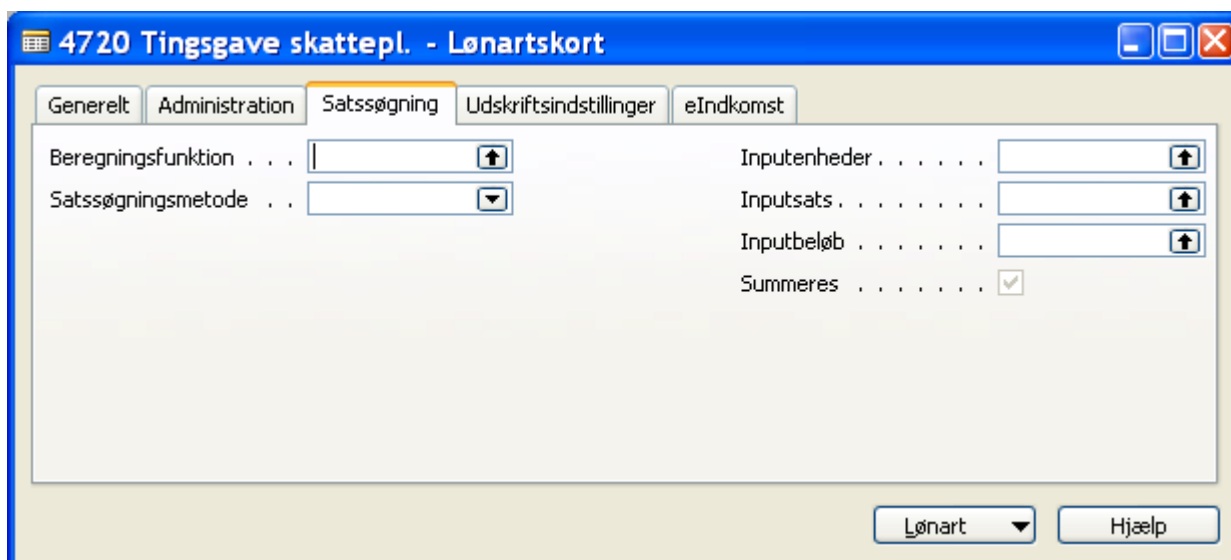 4720 Tingsgave skattepl. - Lønartskort
Generelt Administration Satssøgning Udskriftsindstillinger eIndkomst
Beregningsfunktion . . . Inputenheder . . . . . .
Satssøgningsmetode . . Inputsats . . . . . . . .
Inputbeløb . . . . . . .
Summeres . . . . . . .
Lønart Hjælp